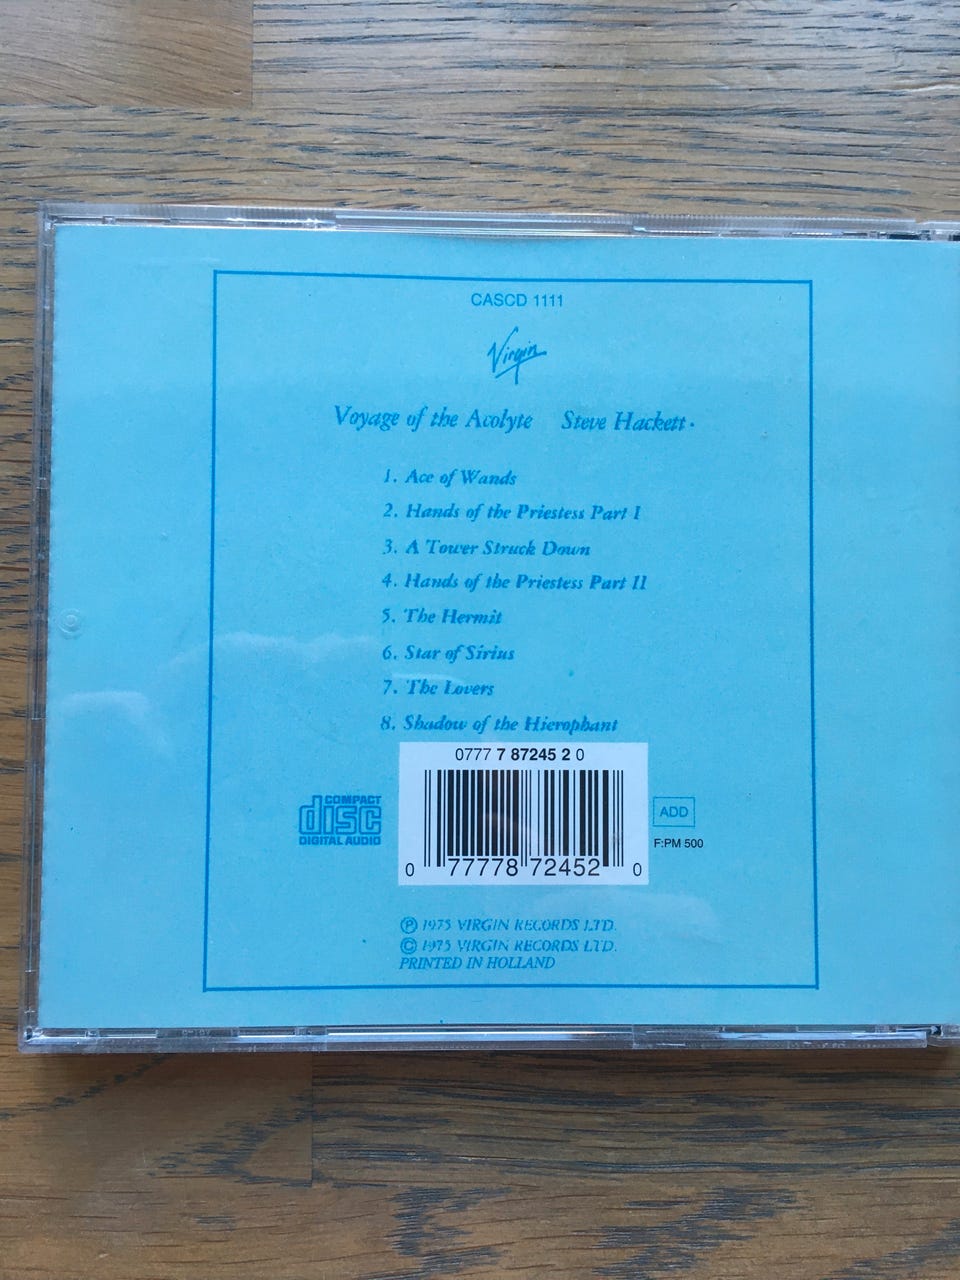 CASCD 1111
Virgin
Voyage of the Acolyte Steve Hackett.
1. Ace of Wands
2. Hands of the Priestess Part I
3. A Tower Struck Down
4. Hands of the Priestess Part II
5. The Hermit
6. Star of Sirius
7. The Lovers
8. Shadow of the Hierophant
0777 7 87245 2 0
COMPACT
disc
DIGITAL AUDIO
ADD
F:PM 500
0 77778 72452 0
Ⓟ 1975 VIRGIN RECORDS LTD.
© 1975 VIRGIN RECORDS LTD.
PRINTED IN HOLLAND